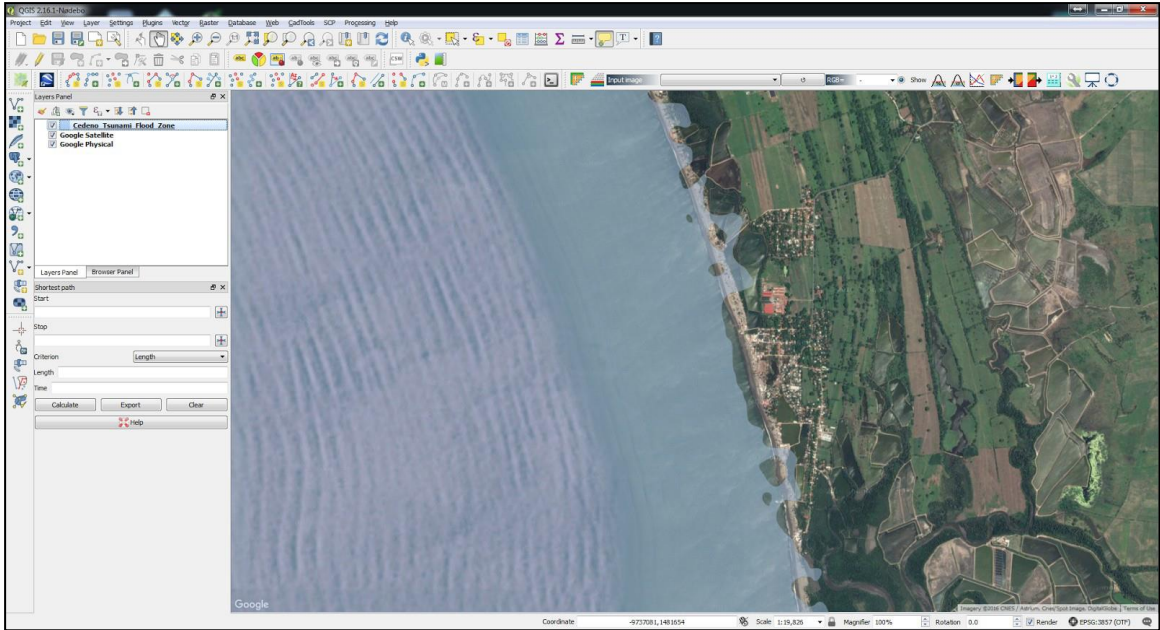 QGIS 2.16.1-Nødebo
Project Edit View Layer Settings Plugins Vector Raster Database Web CadTools SCP Processing Help
Input image
RGB=
-
Show
Layers Panel
Cedeno_Tsunami_Flood_Zone
Google Satellite
Google Physical
Layers Panel Browser Panel
Shortest path
Start
Stop
Criterion Length
Length
Time
Calculate Export Clear
Help
Google
Imagery ©2016 CNES / Astrium, Cnes/Spot Image, DigitalGlobe | Terms of Use
Coordinate -9737081,1481654 Scale 1:19,826 Magnifier 100% Rotation 0.0 Render EPSG:3857 (OTF)